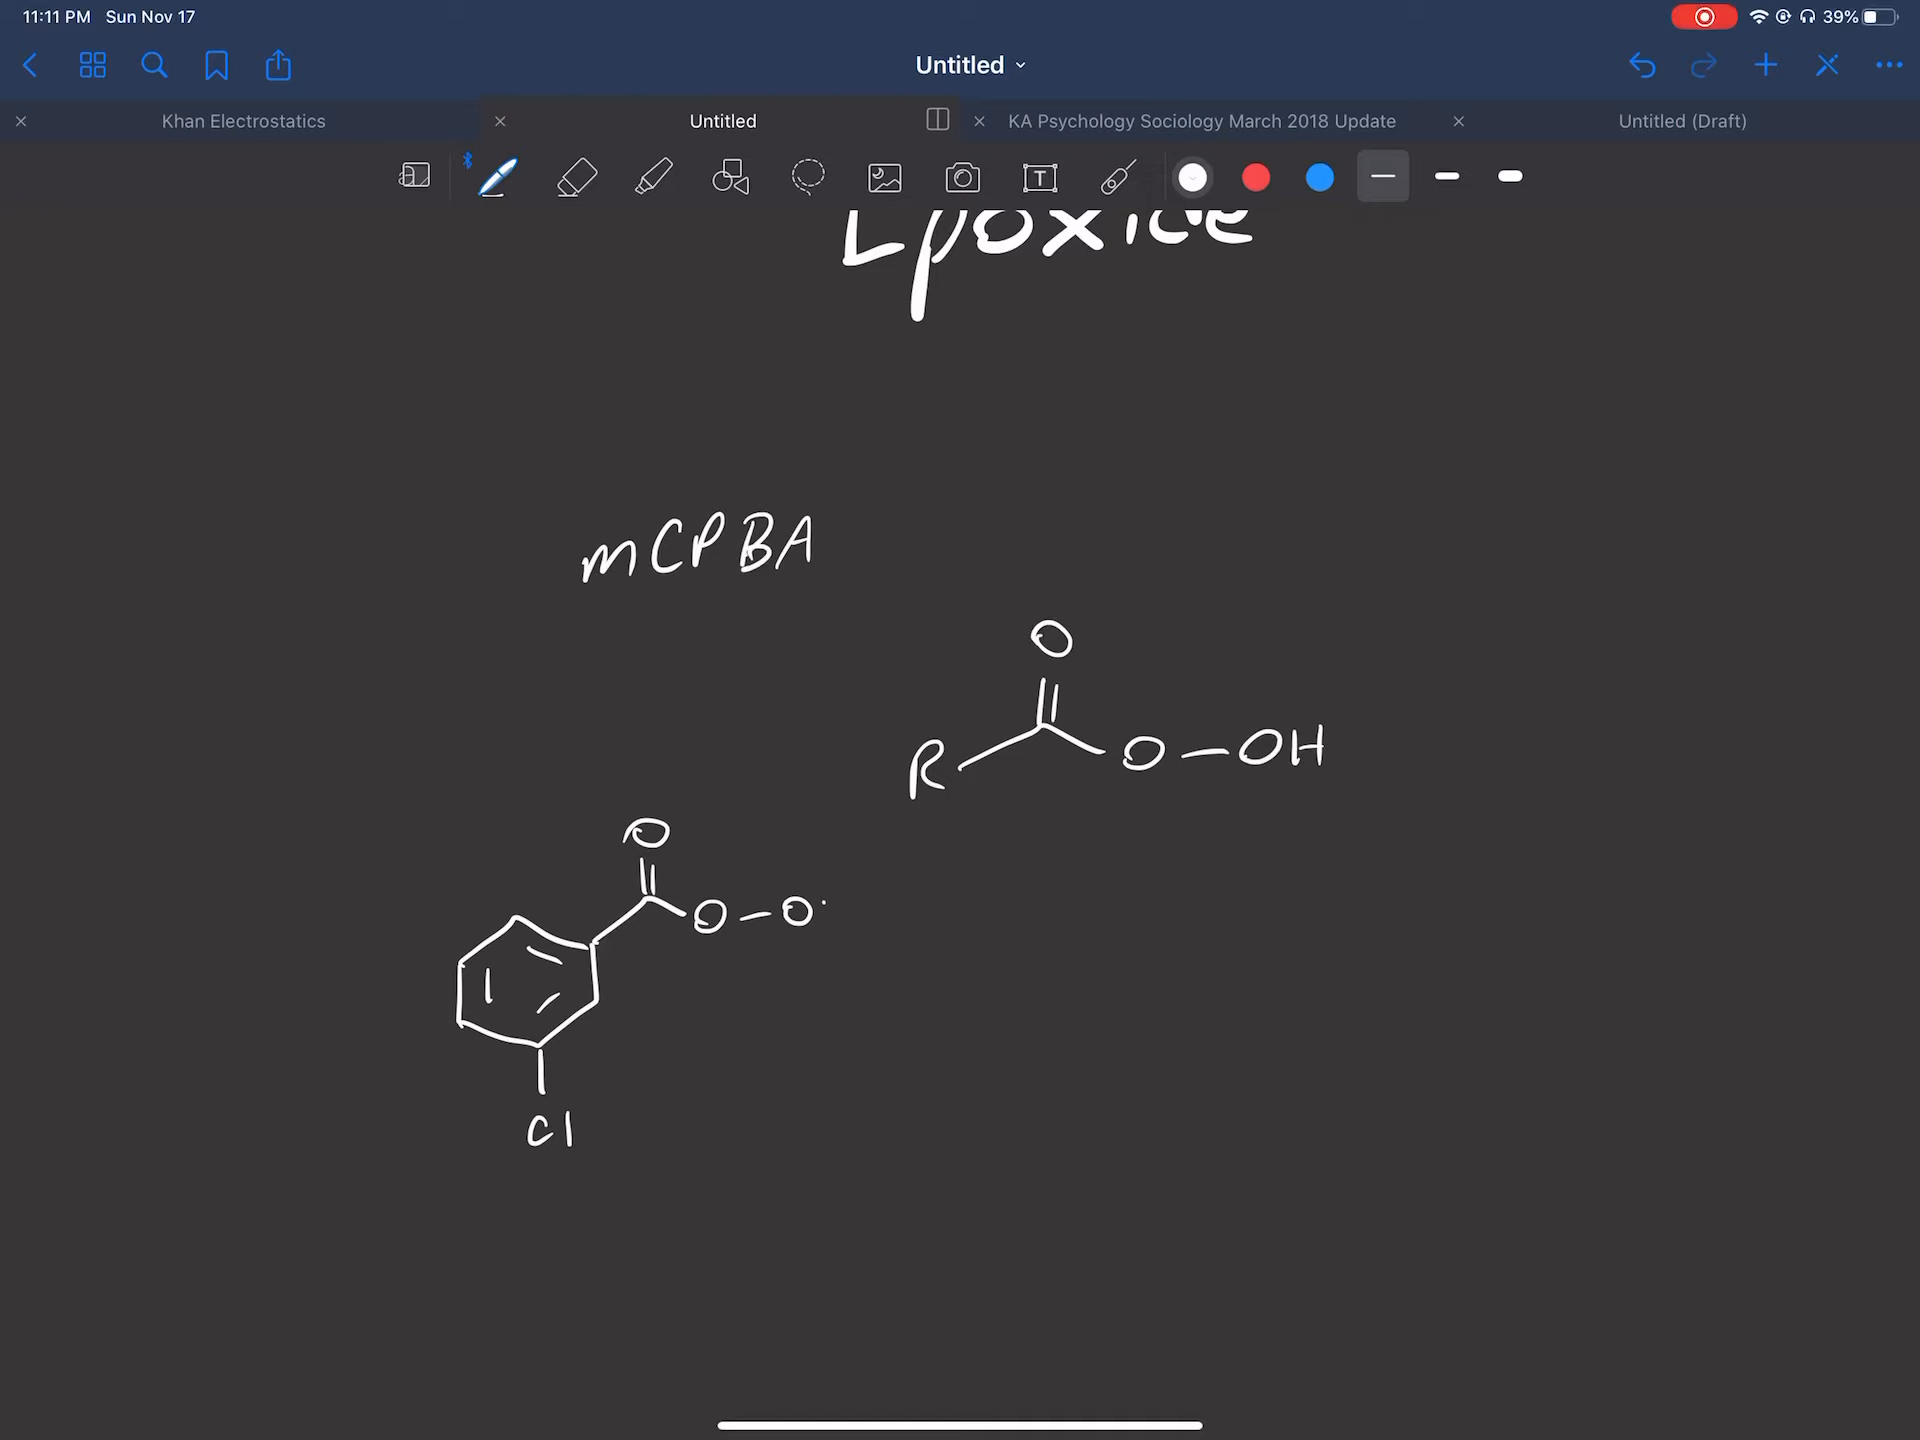 11:11 PM Sun Nov 17 39%
Untitled
Khan Electrostatics Untitled KA Psychology Sociology March 2018 Update Untitled (Draft)
T
Epoxide
mCPBA
O
R O-OH
O
O-O
Cl